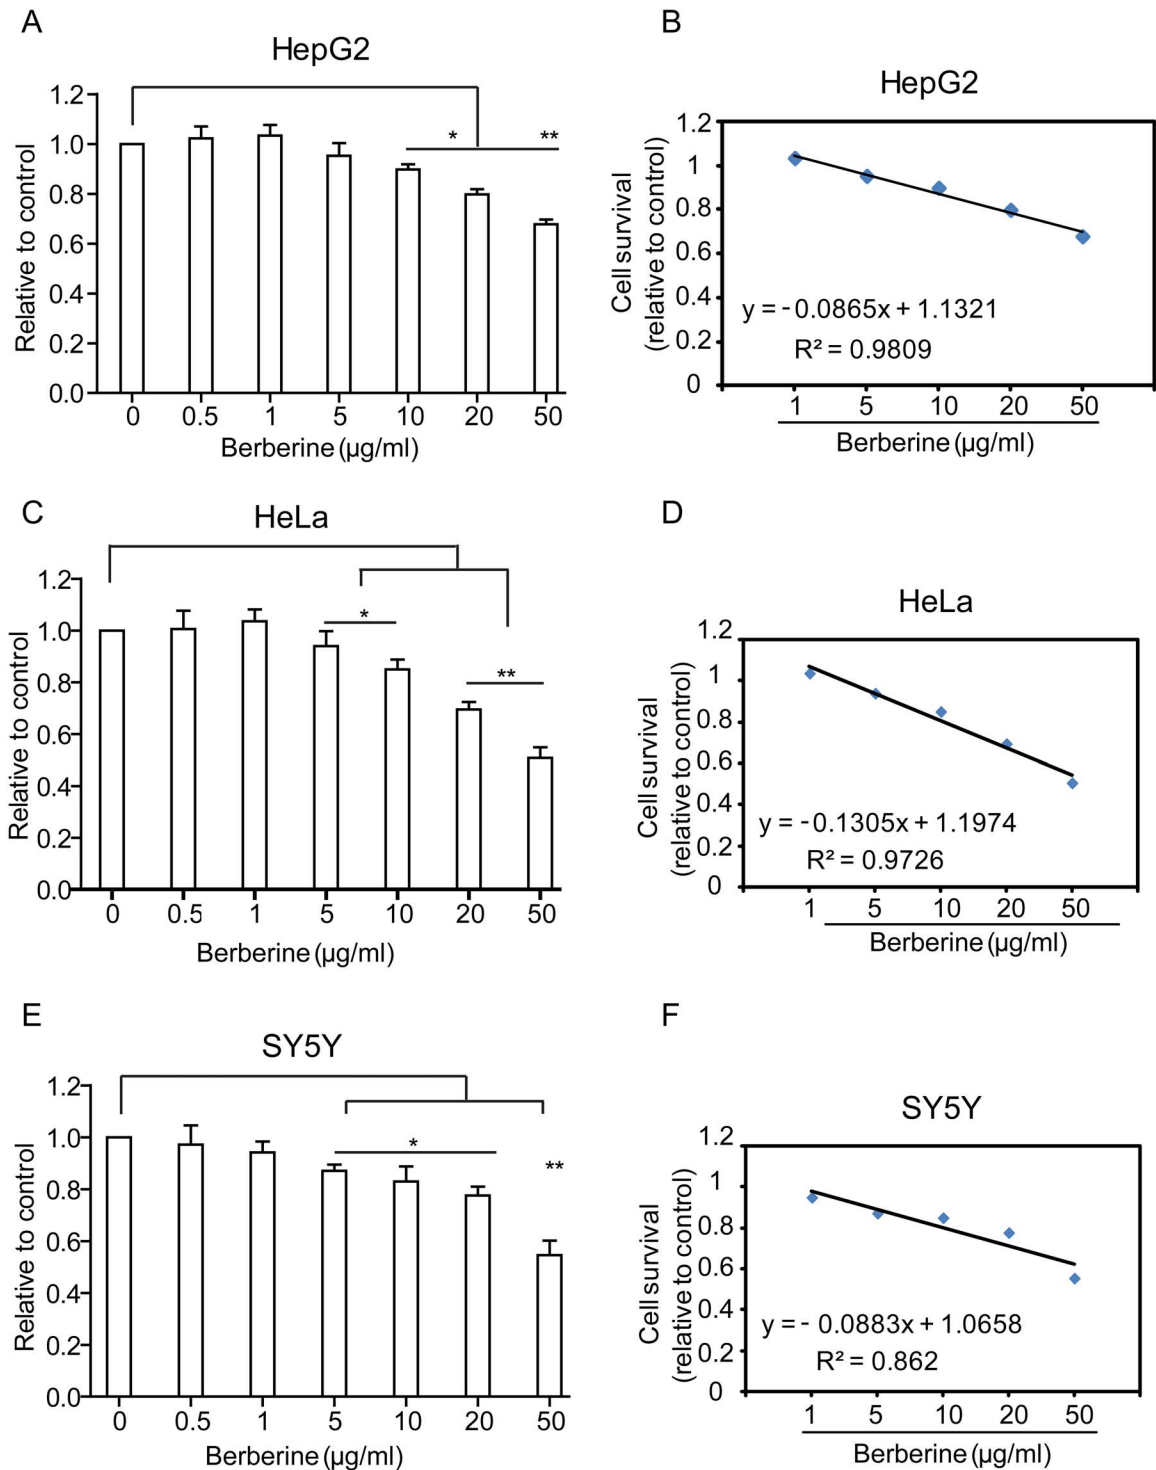 A
HepG2
1.2
1.0
0.8
0.6
0.4
0.2
0.0
Relative to control
* **
0 0.5 1 5 10 20 50
Berberine (µg/ml)
B
HepG2
1.2
1
0.8
0.6
0.4
0.2
0
Cell survival
(relative to control)
y = -0.0865x + 1.1321
R² = 0.9809
1 5 10 20 50
Berberine (µg/ml)
C
HeLa
1.2
1.0
0.8
0.6
0.4
0.2
0.0
Relative to control
*
**
0 0.5 1 5 10 20 50
Berberine (µg/ml)
D
HeLa
1.2
1
0.8
0.6
0.4
0.2
0
Cell survival
(relative to control)
y = -0.1305x + 1.1974
R² = 0.9726
1 5 10 20 50
Berberine (µg/ml)
E
SY5Y
1.2
1.0
0.8
0.6
0.4
0.2
0.0
Relative to control
*
**
0 0.5 1 5 10 20 50
Berberine (µg/ml)
F
SY5Y
1.2
1
0.8
0.6
0.4
0.2
0
Cell survival
(relative to control)
y = - 0.0883x + 1.0658
R² = 0.862
1 5 10 20 50
Berberine (µg/ml)